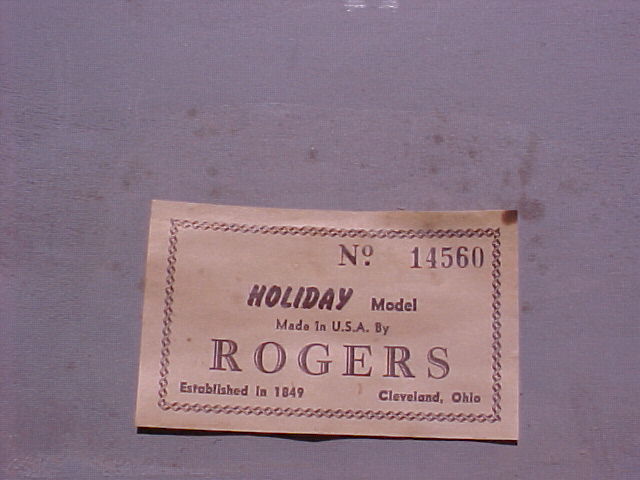 Nº 14560
HOLIDAY Model
Made In U.S.A. By
ROGERS
Established In 1849 Cleveland, Ohio